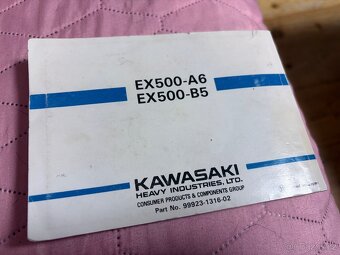 EX500-A6
EX500-B5
KAWASAKI
HEAVY INDUSTRIES, LTD.
CONSUMER PRODUCTS & COMPONENTS GROUP
Part No. 99923-1316-02